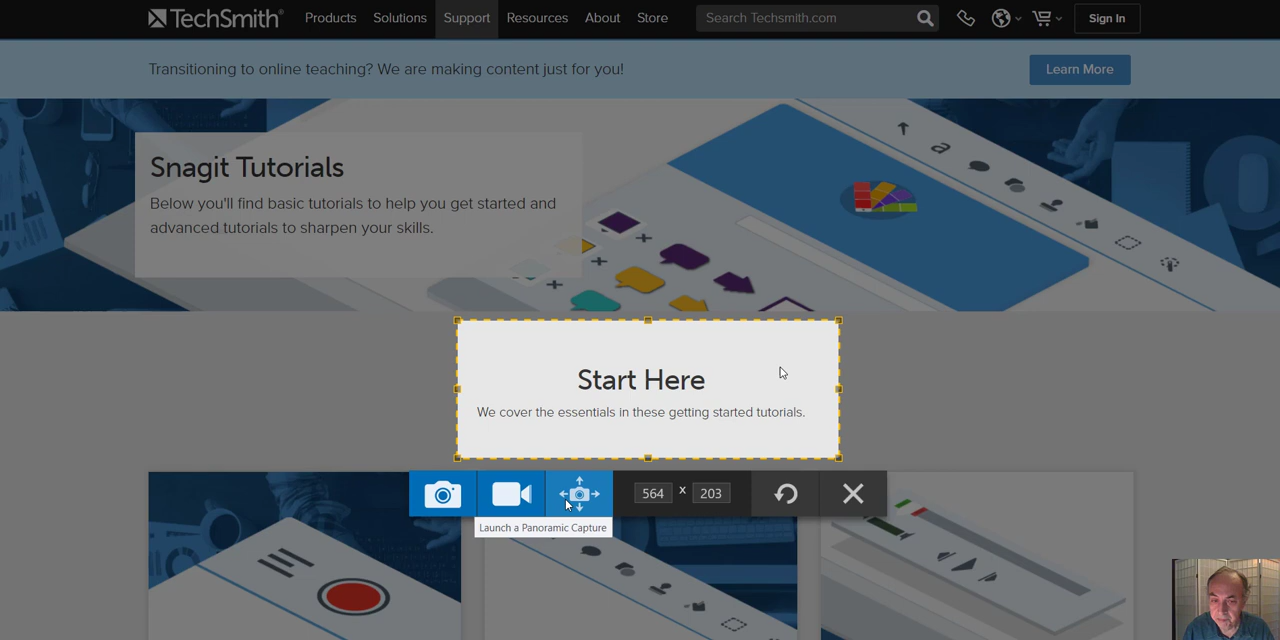 TechSmith®
Products
Solutions
Support
Resources
About
Store
Search Techsmith.com
Sign In
Transitioning to online teaching? We are making content just for you!
Learn More
Snagit Tutorials
Below you'll find basic tutorials to help you get started and
advanced tutorials to sharpen your skills.
Start Here
We cover the essentials in these getting started tutorials.
564 x 203
Launch a Panoramic Capture